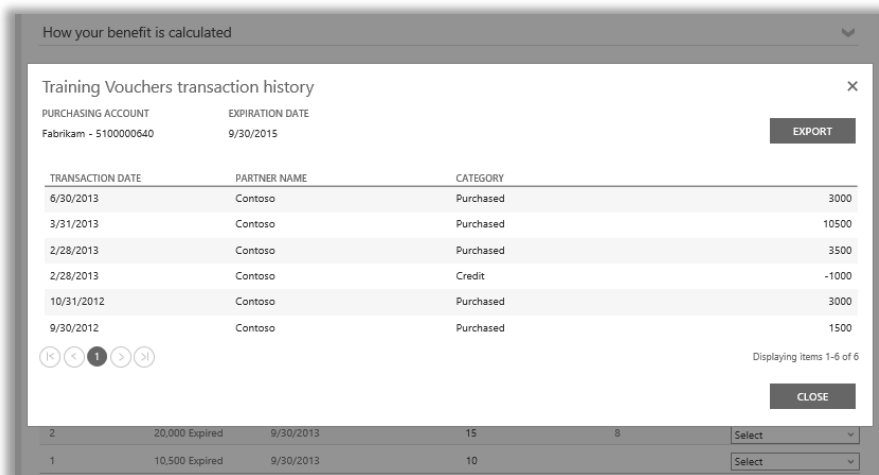 How your benefit is calculated
Training Vouchers transaction history
PURCHASING ACCOUNT EXPIRATION DATE
Fabrikam - 5100000640 9/30/2015
EXPORT
TRANSACTION DATE PARTNER NAME CATEGORY
6/30/2013 Contoso Purchased 3000
3/31/2013 Contoso Purchased 10500
2/28/2013 Contoso Purchased 3500
2/28/2013 Contoso Credit -1000
10/31/2012 Contoso Purchased 3000
9/30/2012 Contoso Purchased 1500
1 Displaying items 1-6 of 6
CLOSE
2 20,000 Expired 9/30/2013 15 8 Select
1 10,500 Expired 9/30/2013 10 Select